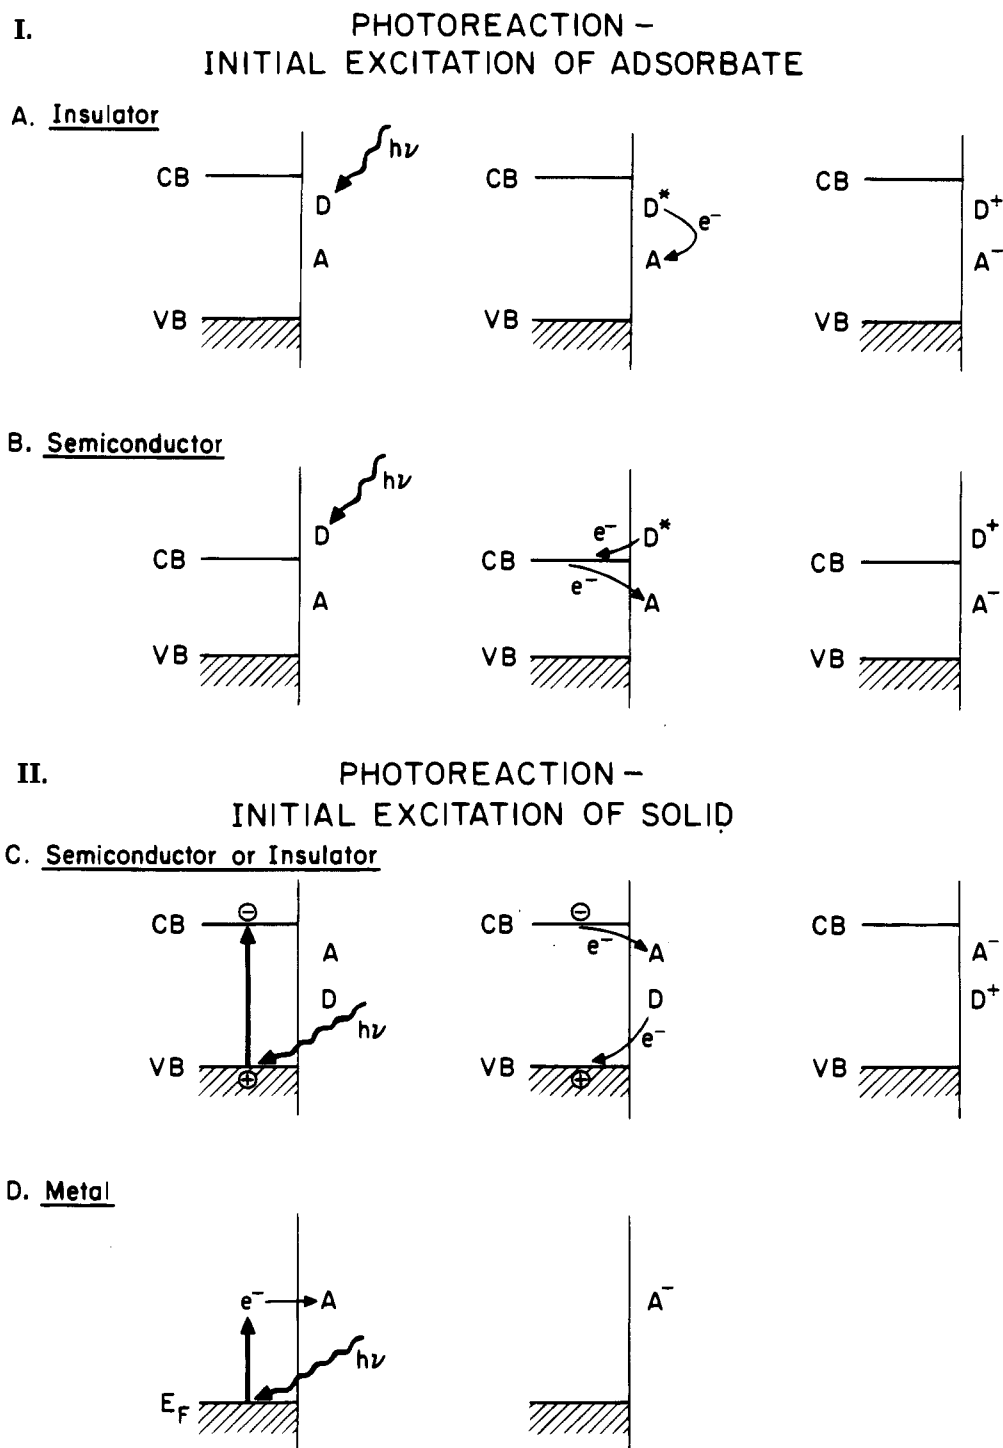 I.
PHOTOREACTION –
INITIAL EXCITATION OF ADSORBATE
A. Insulator
hν
CB CB CB
D D* D+
e−
A A A−
VB VB VB
B. Semiconductor
hν
D e− D* D+
CB CB CB
e−
A A A−
VB VB VB
II.
PHOTOREACTION –
INITIAL EXCITATION OF SOLID
C. Semiconductor or Insulator
⊖ ⊖
CB CB CB
e−
A A A−
D D D+
hν e−
VB VB VB
⊕ ⊕
D. Metal
e− A A−
hν
EF